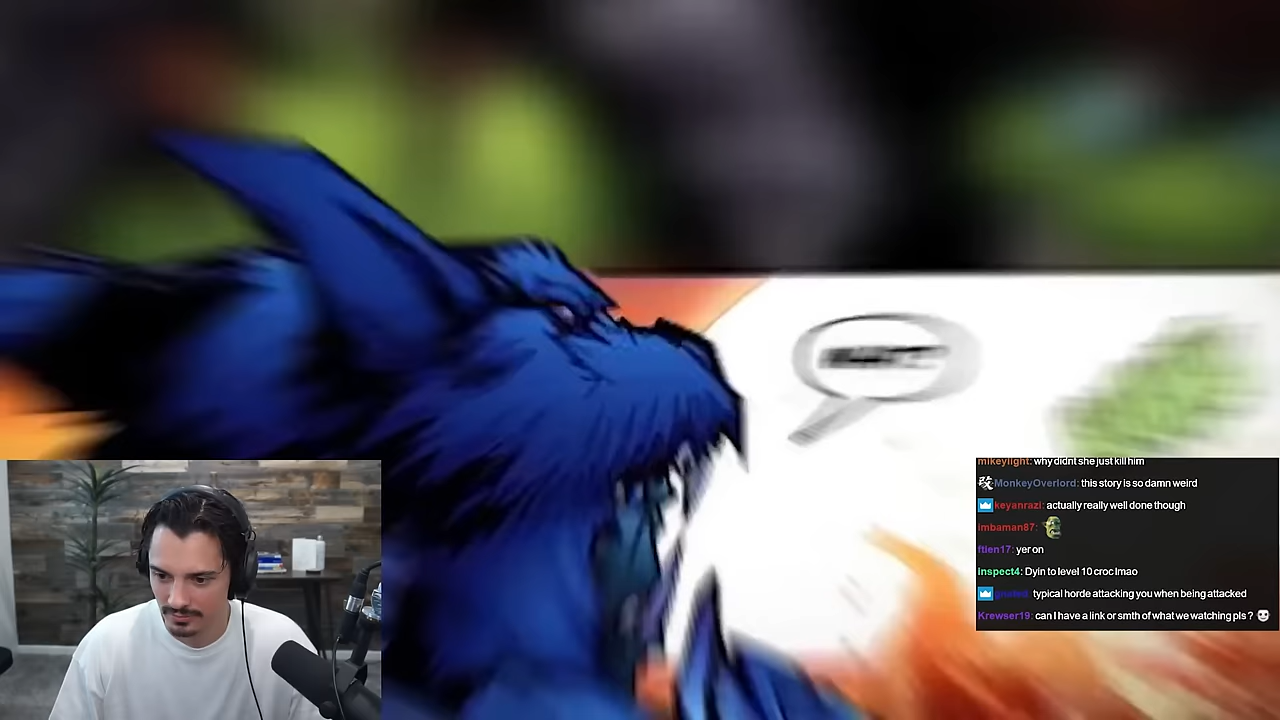 mikeylight: why didnt she just kill him
MonkeyOverlord: this story is so damn weird
keyanrazi: actually really well done though
imbaman87:
ftien17: yer on
inspect4: Dyin to level 10 croc lmao
typical horde attacking you when being attacked
Krewser19: can I have a link or smth of what we watching pls ?